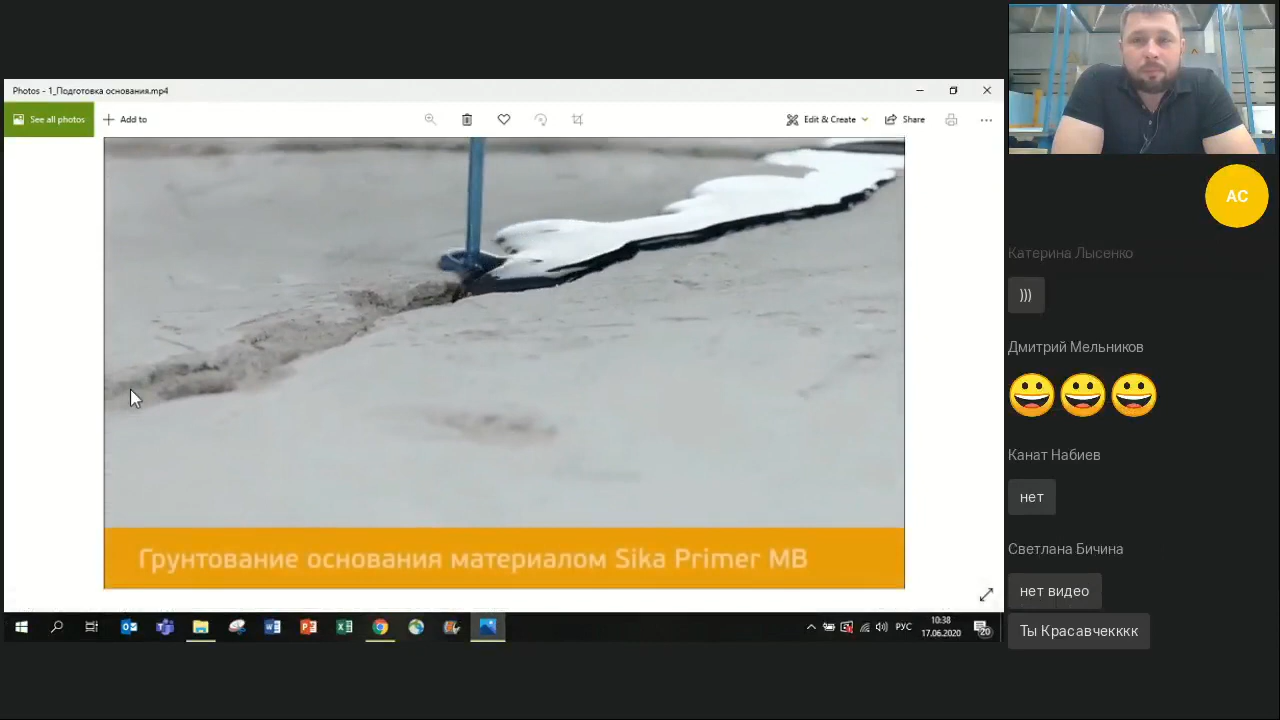 Photos - 1_Подготовка основания.mp4
See all photos
Add to
Edit & Create
Share
Грунтование основания материалом Sika Primer MB
РУС
10:38
17.06.2020
20
АС
Катерина Лысенко
)))
Дмитрий Мельников
Канат Набиев
нет
Светлана Бичина
нет видео
Ты Красавчекккк